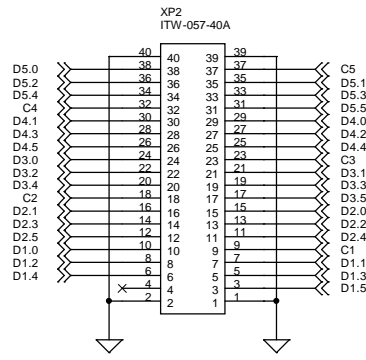 XP2
ITW-057-40A
40 40 39 39
D5.0 38 38 37 37 C5
D5.2 36 36 35 35 D5.1
D5.4 34 34 33 33 D5.3
C4 32 32 31 31 D5.5
D4.1 30 30 29 29 D4.0
D4.3 28 28 27 27 D4.2
D4.5 26 26 25 25 D4.4
D3.0 24 24 23 23 C3
D3.2 22 22 21 21 D3.1
D3.4 20 20 19 19 D3.3
C2 18 18 17 17 D3.5
D2.1 16 16 15 15 D2.0
D2.3 14 14 13 13 D2.2
D2.5 12 12 11 11 D2.4
D1.0 10 10 9 9 C1
D1.2 8 8 7 7 D1.1
D1.4 6 6 5 5 D1.3
4 4 3 3 D1.5
2 2 1 1